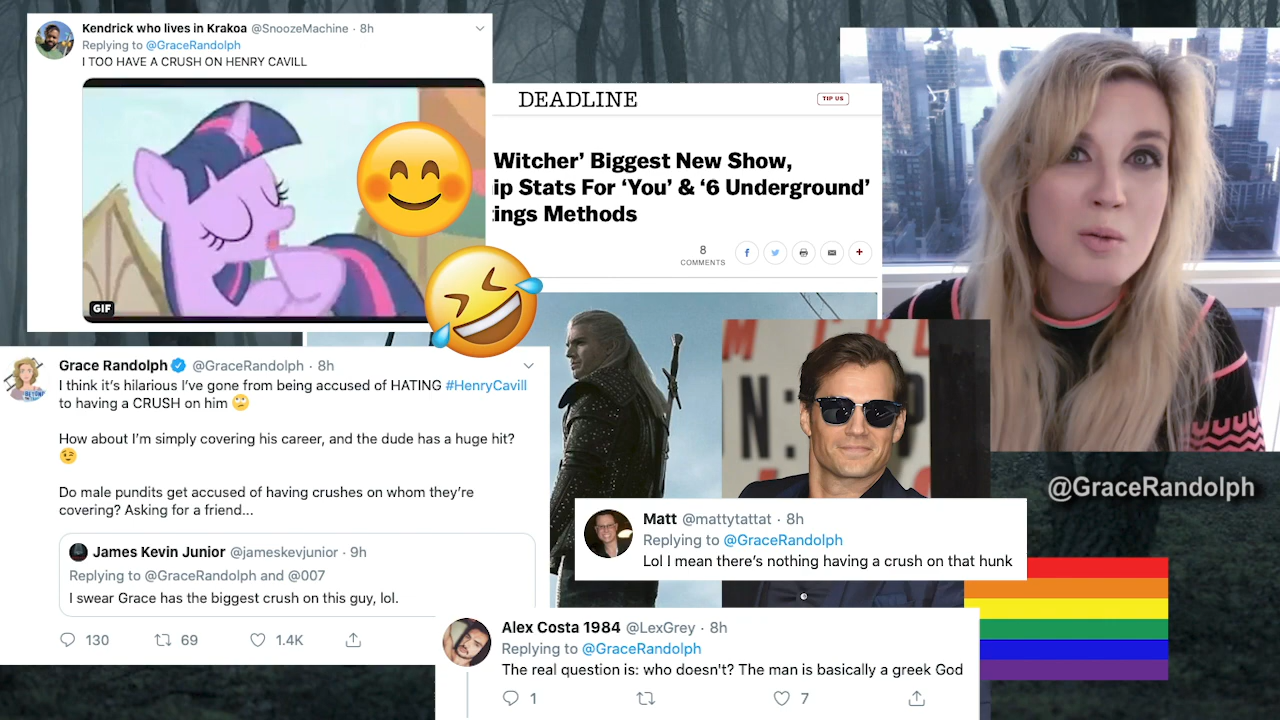 Kendrick who lives in Krakoa @SnoozeMachine · 8h
Replying to @GraceRandolph
I TOO HAVE A CRUSH ON HENRY CAVILL
GIF
DEADLINE
TIP US
Witcher’ Biggest New Show,
ip Stats For ‘You’ & ‘6 Underground’
ings Methods
8
COMMENTS
Grace Randolph @GraceRandolph · 8h
I think it’s hilarious I’ve gone from being accused of HATING #HenryCavill
to having a CRUSH on him 🙄
How about I’m simply covering his career, and the dude has a huge hit?
😉
Do male pundits get accused of having crushes on whom they’re
covering? Asking for a friend...
James Kevin Junior @jameskevjunior · 9h
Replying to @GraceRandolph and @007
I swear Grace has the biggest crush on this guy, lol.
130 69 1.4K
@GraceRandolph
Matt @mattytattat · 8h
Replying to @GraceRandolph
Lol I mean there’s nothing having a crush on that hunk
Alex Costa 1984 @LexGrey · 8h
Replying to @GraceRandolph
The real question is: who doesn't? The man is basically a greek God
1 7